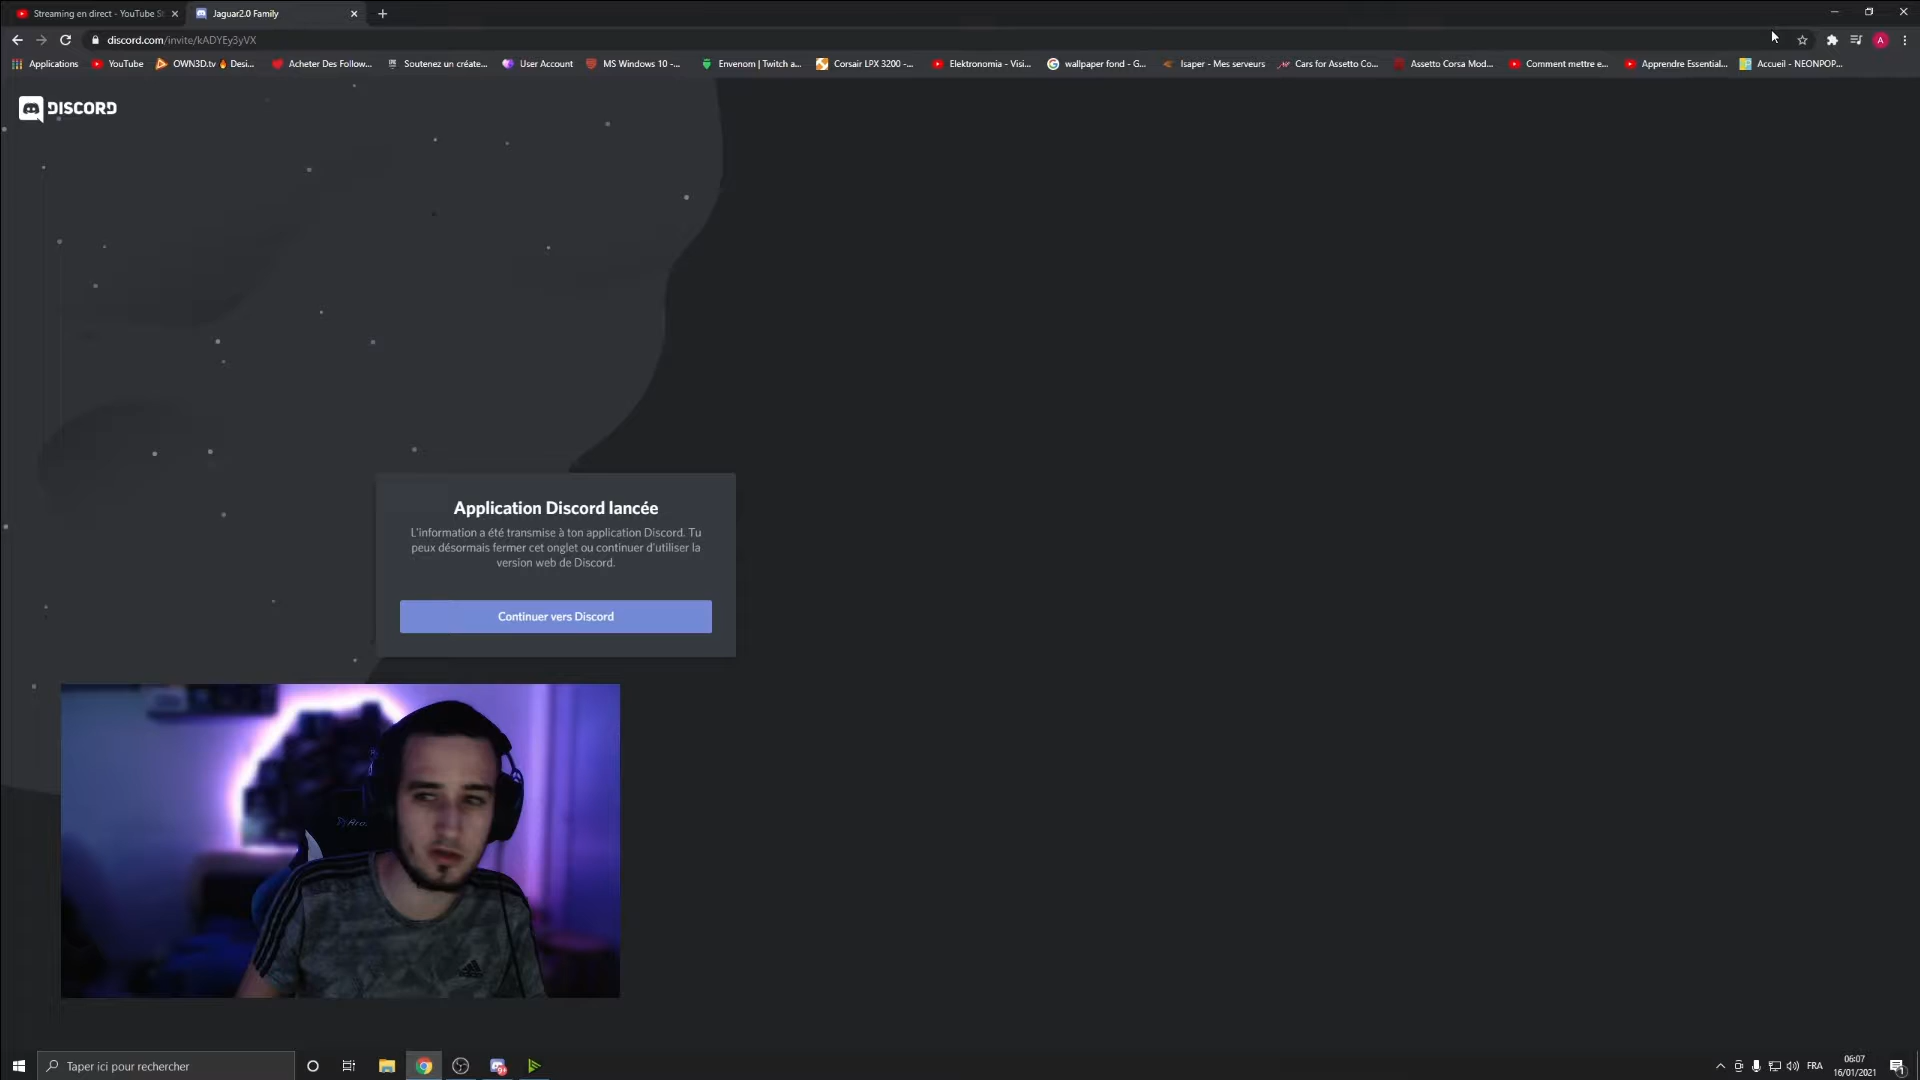 Streaming en direct - YouTube St
Jaguar2.0 Family
discord.com/invite/kADYEy3yVX
Applications
YouTube
OWN3D.tv 🔥 Desi...
Acheter Des Follow...
Soutenez un créate...
User Account
MS Windows 10 -...
Envenom | Twitch a...
Corsair LPX 3200 -...
Elektronomia - Visi...
wallpaper fond - G...
Isaper - Mes serveurs
Cars for Assetto Co...
Assetto Corsa Mod...
Comment mettre e...
Apprendre Essential...
Accueil - NEONPOP...
A
DISCORD
Application Discord lancée
L'information a été transmise à ton application Discord. Tu
peux désormais fermer cet onglet ou continuer d'utiliser la
version web de Discord.
Continuer vers Discord
Taper ici pour rechercher
FRA
06:07
16/01/2021